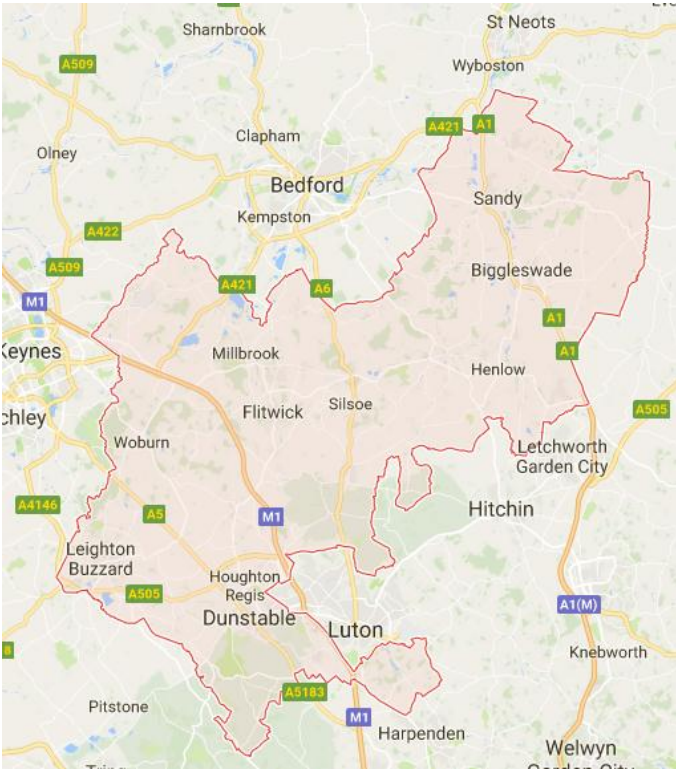 St Neots
Sharnbrook
Wyboston
A509
Clapham
A421
A1
Olney
Bedford
Sandy
Kempston
A422
A509
Biggleswade
A421
A6
M1
A1
Keynes
Millbrook
A1
Henlow
Flitwick
Silsoe
A505
chley
Woburn
Letchworth
Garden City
A4146
A5
M1
Hitchin
Leighton
Buzzard
Houghton
Regis
A505
A1(M)
Dunstable
Luton
8
Knebworth
A5183
Pitstone
M1
Harpenden
Welwyn